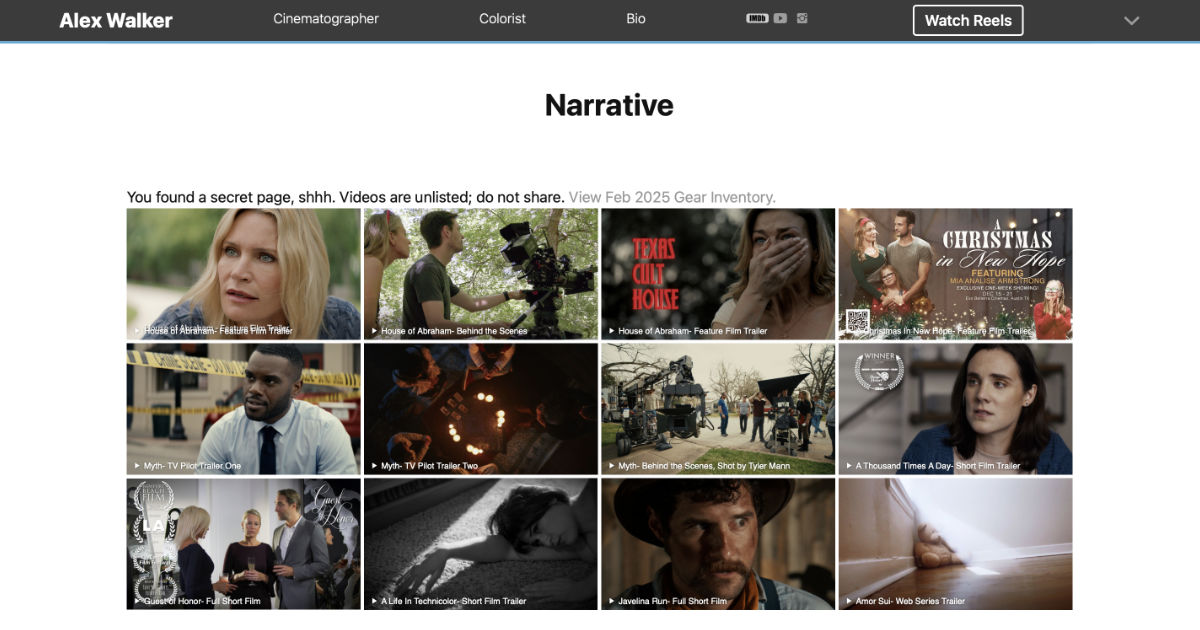 Alex Walker
Cinematographer
Colorist
Bio
IMDb
Watch Reels
Narrative
You found a secret page, shhh. Videos are unlisted; do not share. View Feb 2025 Gear Inventory.
House of Abraham- Feature Film Trailer
House of Abraham- Behind the Scenes
TEXAS
CULT
HOUSE
House of Abraham- Feature Film Trailer
A
CHRISTMAS
in New Hope
FEATURING
MIA ANALISE ARMSTRONG
EXCLUSIVE ONE-WEEK SHOWING!
DEC 15 - 21
Christmas In New Hope- Feature Film Trailer
Myth- TV Pilot Trailer One
Myth- TV Pilot Trailer Two
Myth- Behind the Scenes, Shot by Tyler Mann
WINNER
A Thousand Times A Day- Short Film Trailer
BEACH
FILM
LA
Guest
of Honor
Guest of Honor- Full Short Film
A Life In Technicolor- Short Film Trailer
Javelina Run- Full Short Film
Amor Sui- Web Series Trailer